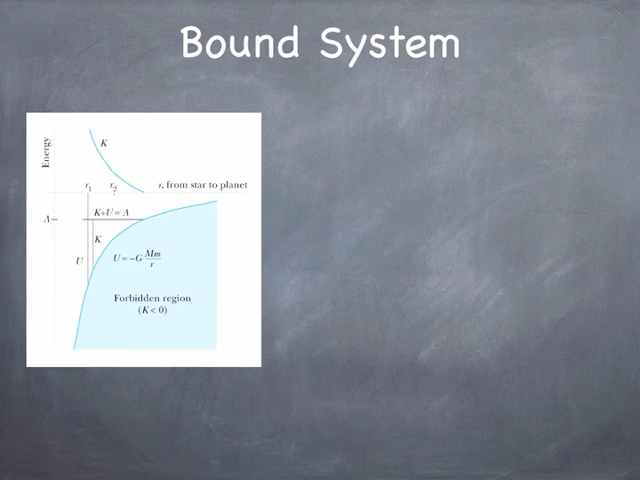 Bound System
Energy
K
r₁
r₂
r, from star to planet
A
K+U = A
K
U
U = –G Mm/r
Forbidden region
(K < 0)